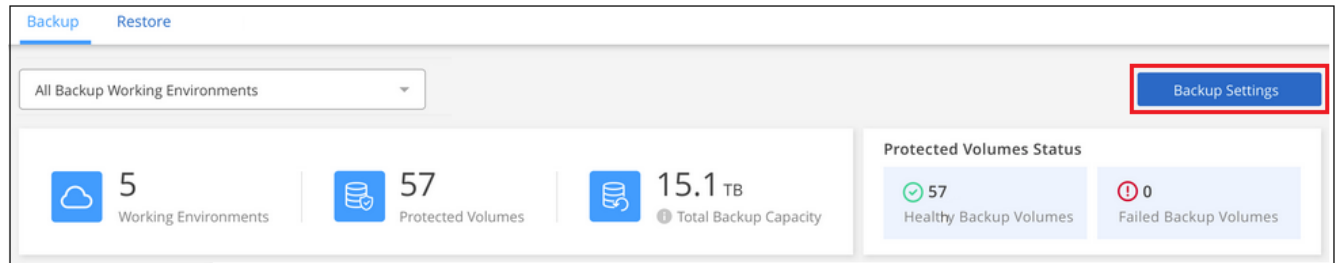 Backup Restore
All Backup Working Environments
Backup Settings
5
Working Environments
57
Protected Volumes
15.1 TB
Total Backup Capacity
Protected Volumes Status
57
Healthy Backup Volumes
0
Failed Backup Volumes